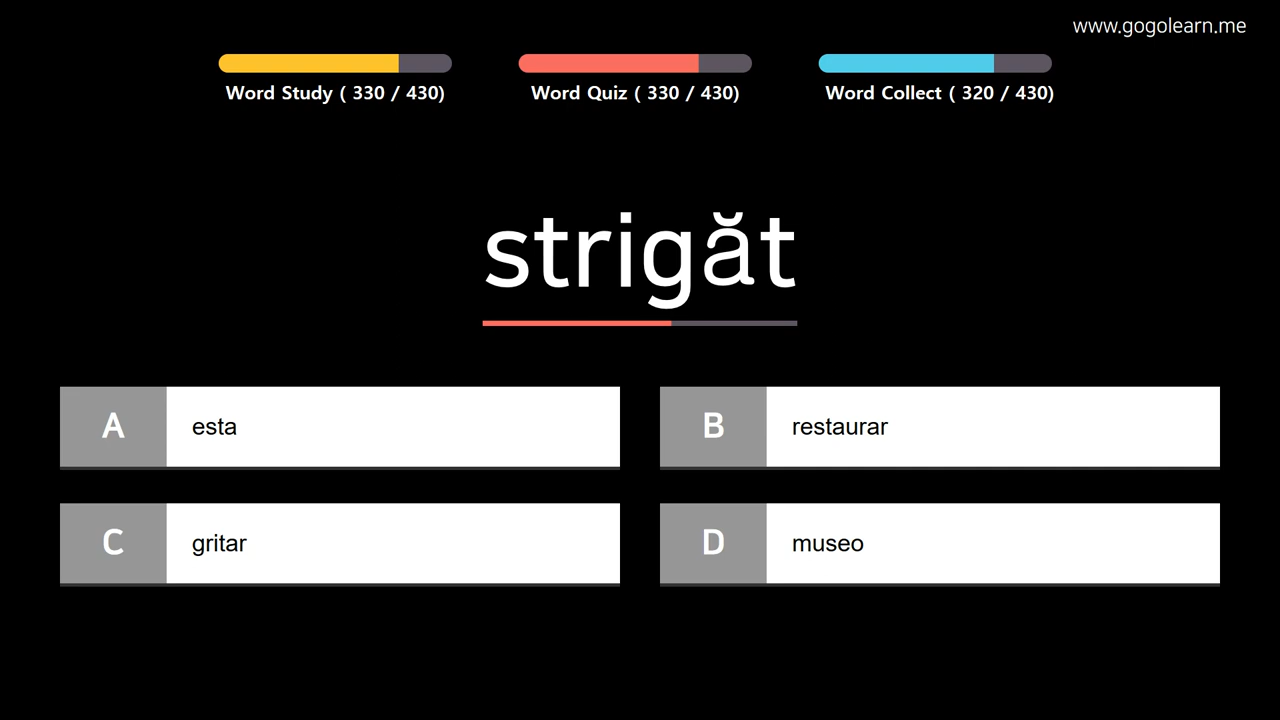 www.gogolearn.me
Word Study ( 330 / 430)
Word Quiz ( 330 / 430)
Word Collect ( 320 / 430)
strigăt
A esta
B restaurar
C gritar
D museo